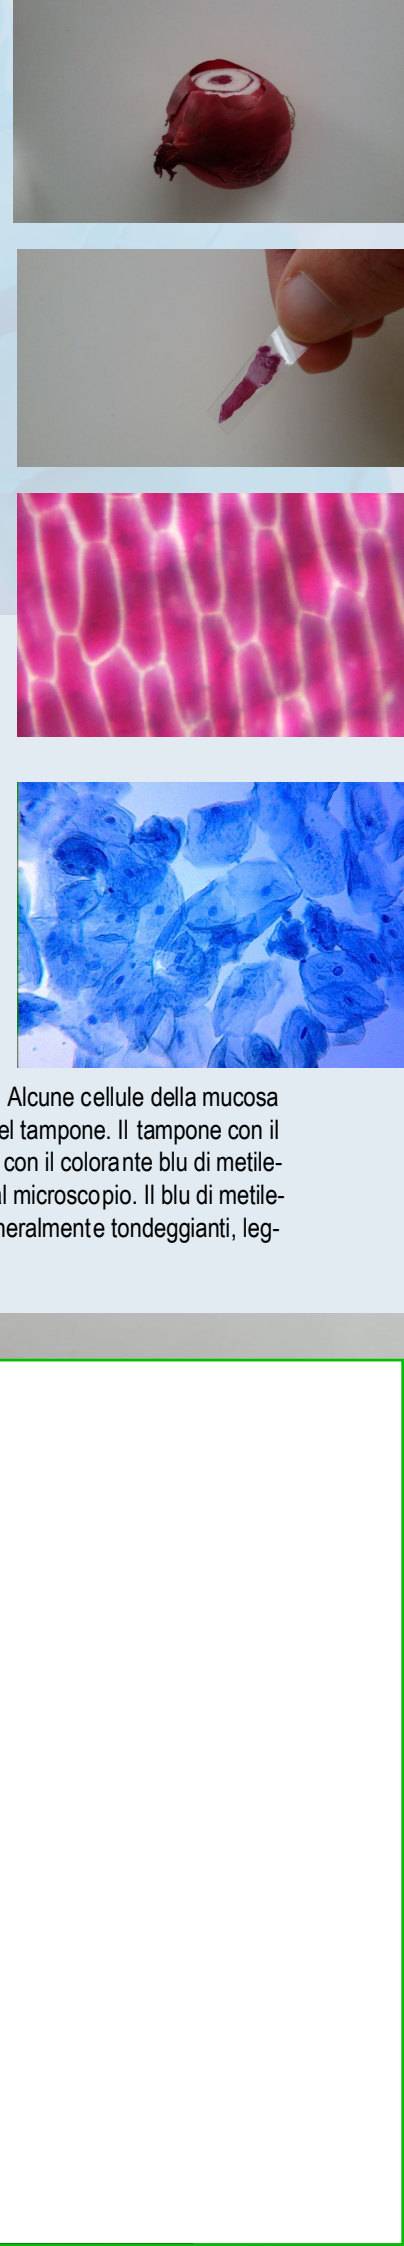 Alcune cellule della mucosa
el tampone. Il tampone con il
con il colorante blu di metile-
al microscopio. Il blu di metile-
neralmente tondeggianti, leg-